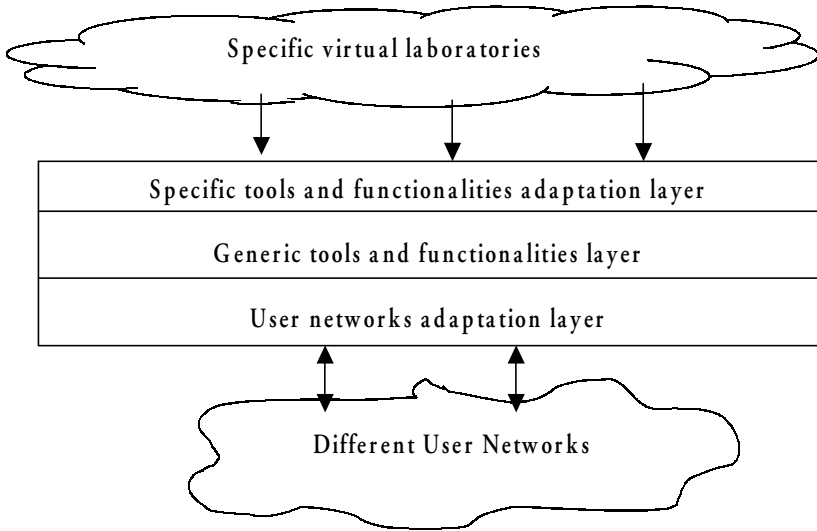 Specific virtual laboratories
Specific tools and functionalities adaptation layer
Generic tools and functionalities layer
User networks adaptation layer
Different User Networks